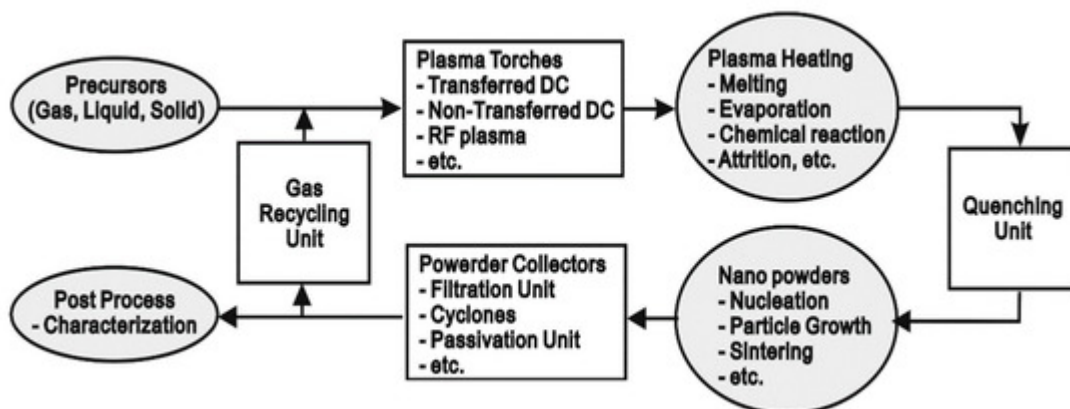 Precursors
(Gas, Liquid, Solid)
Plasma Torches
- Transferred DC
- Non-Transferred DC
- RF plasma
- etc.
Plasma Heating
- Melting
- Evaporation
- Chemical reaction
- Attrition, etc.
Gas
Recycling
Unit
Quenching
Unit
Post Process
- Characterization
Powerder Collectors
- Filtration Unit
- Cyclones
- Passivation Unit
- etc.
Nano powders
- Nucleation
- Particle Growth
- Sintering
- etc.